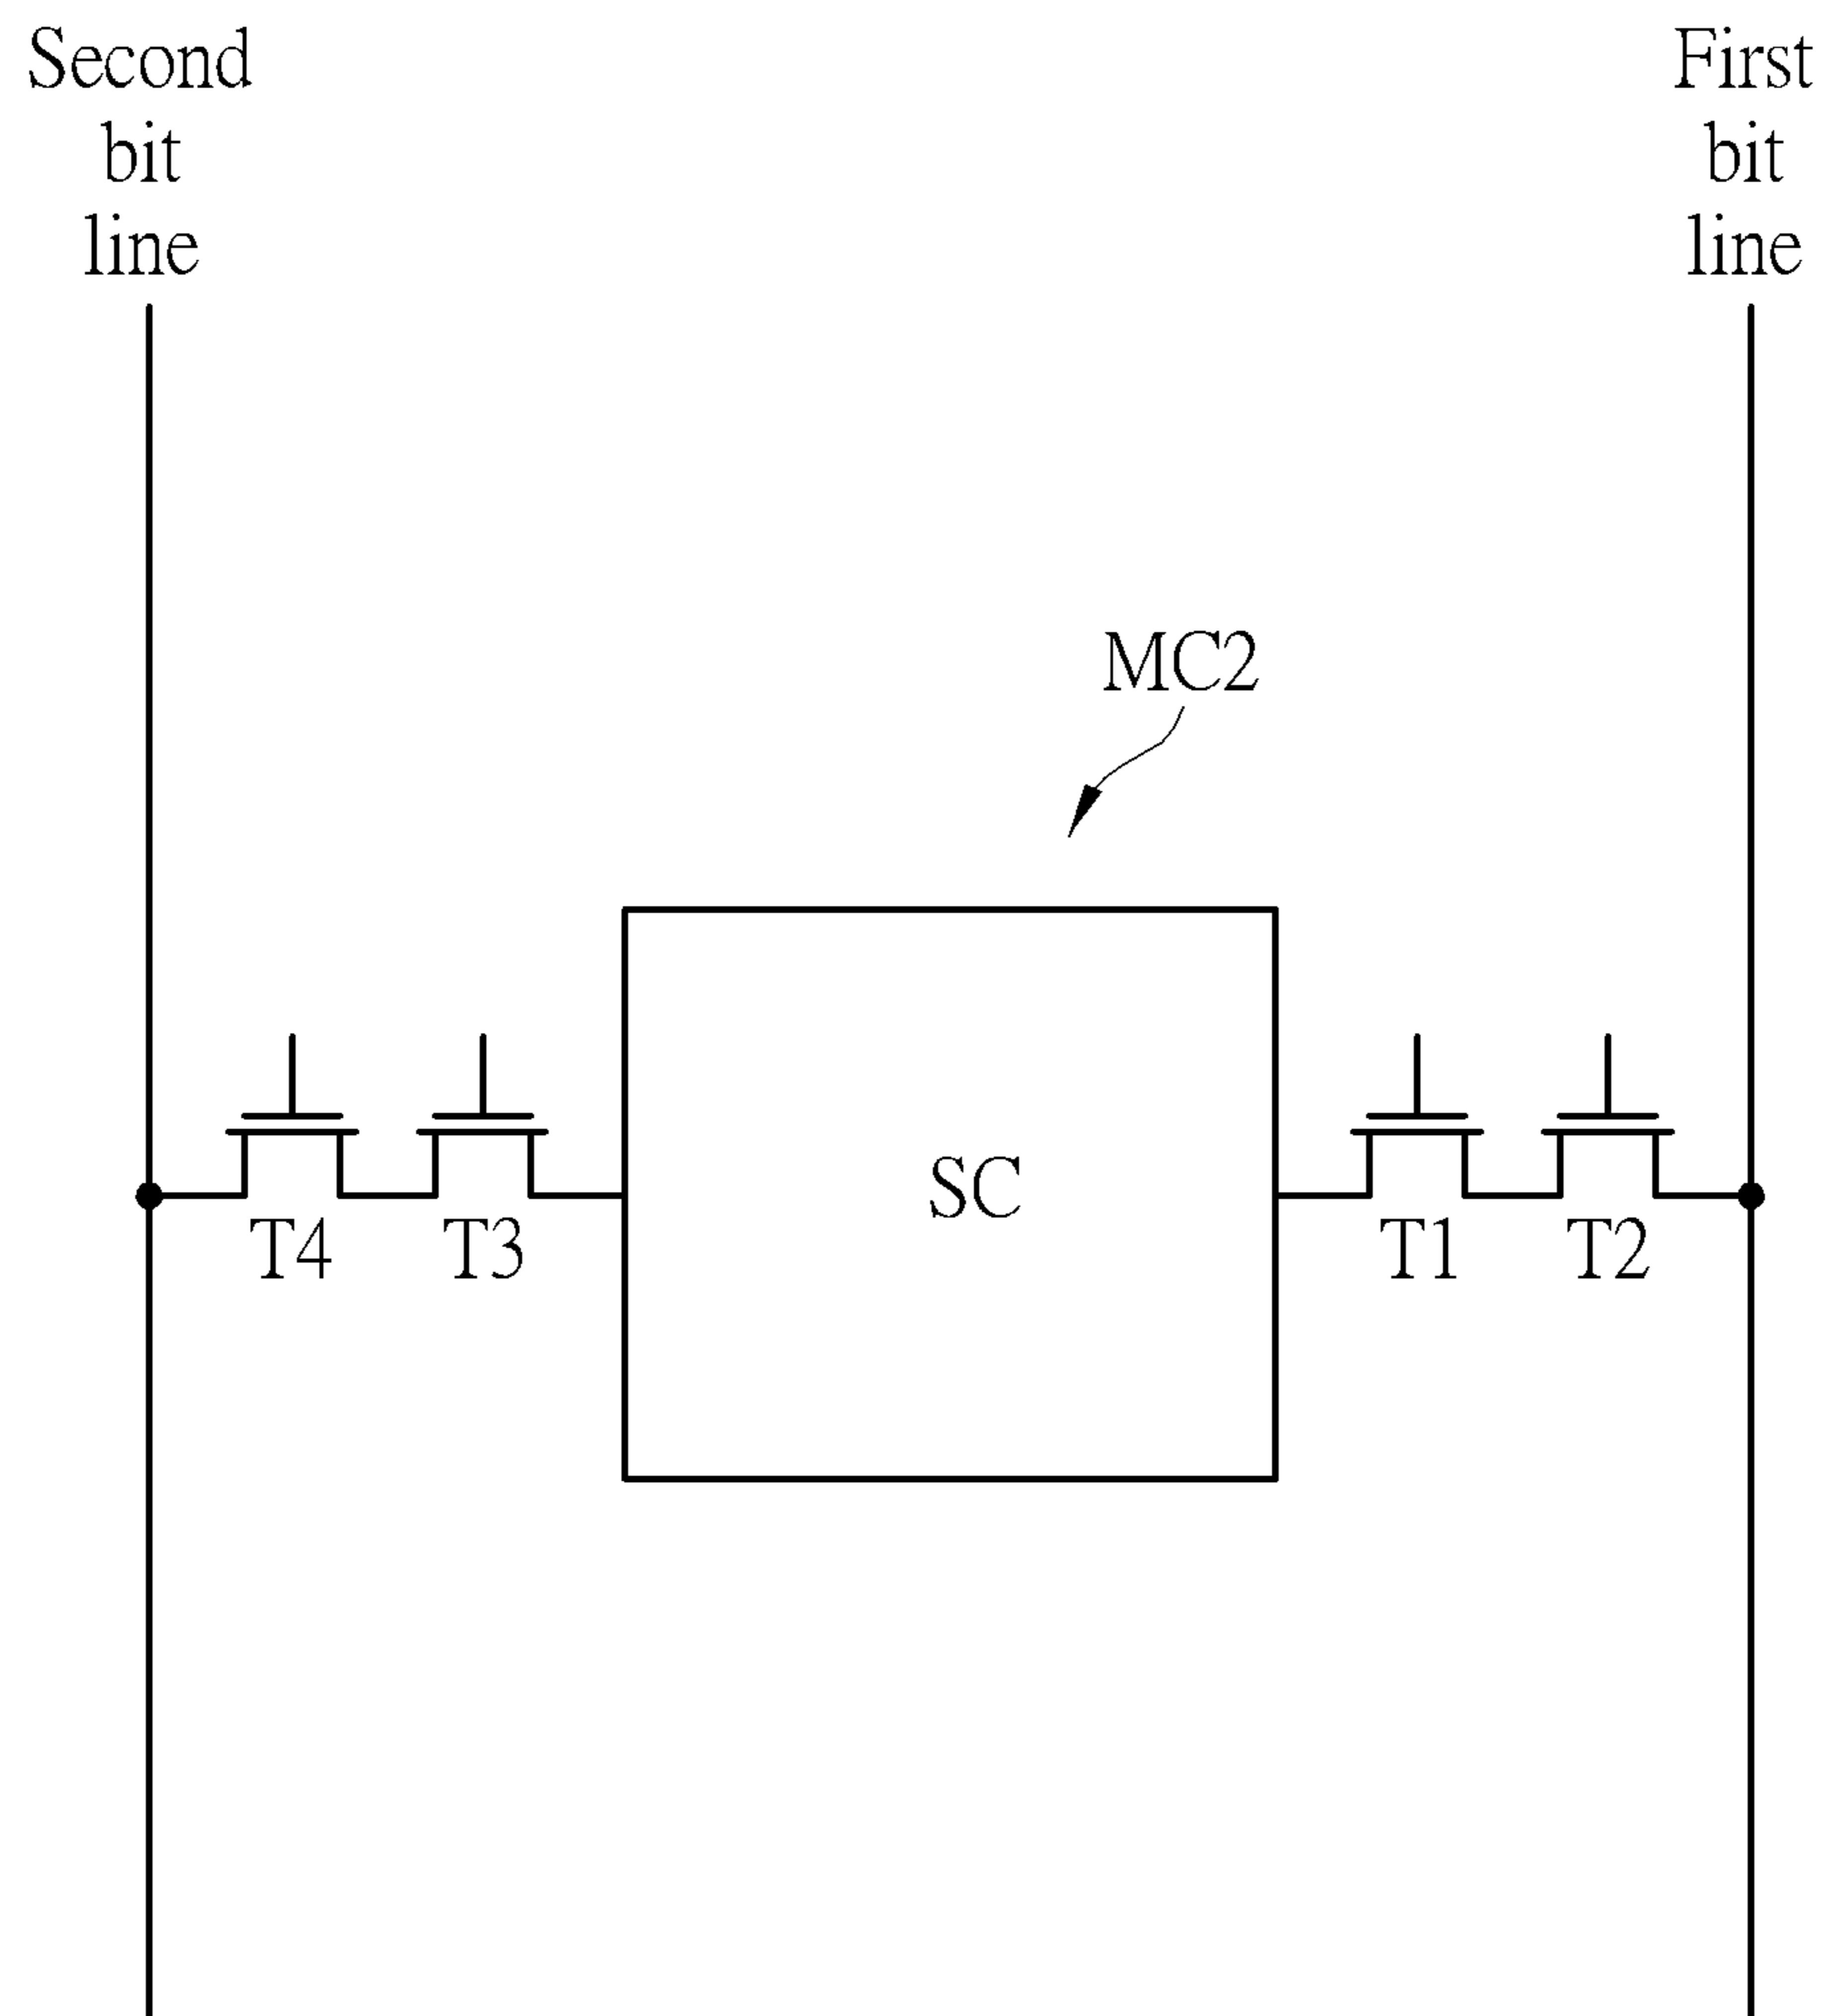 Second
bit
line
First
bit
line
MC2
SC
T4
T3
T1
T2